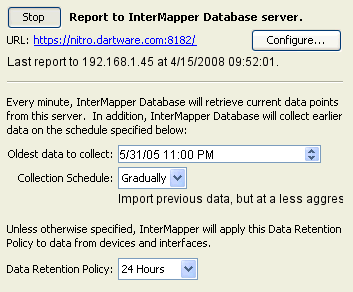 Stop Report to InterMapper Database server.
URL: https://nitro.dartware.com:8182/ Configure...
Last report to 192.168.1.45 at 4/15/2008 09:52:01.
Every minute, InterMapper Database will retrieve current data points
from this server. In addition, InterMapper Database will collect earlier
data on the schedule specified below:
Oldest data to collect: 5/31/05 11:00 PM
Collection Schedule: Gradually
Import previous data, but at a less aggres
Unless otherwise specified, InterMapper will apply this Data Retention
Policy to data from devices and interfaces.
Data Retention Policy: 24 Hours